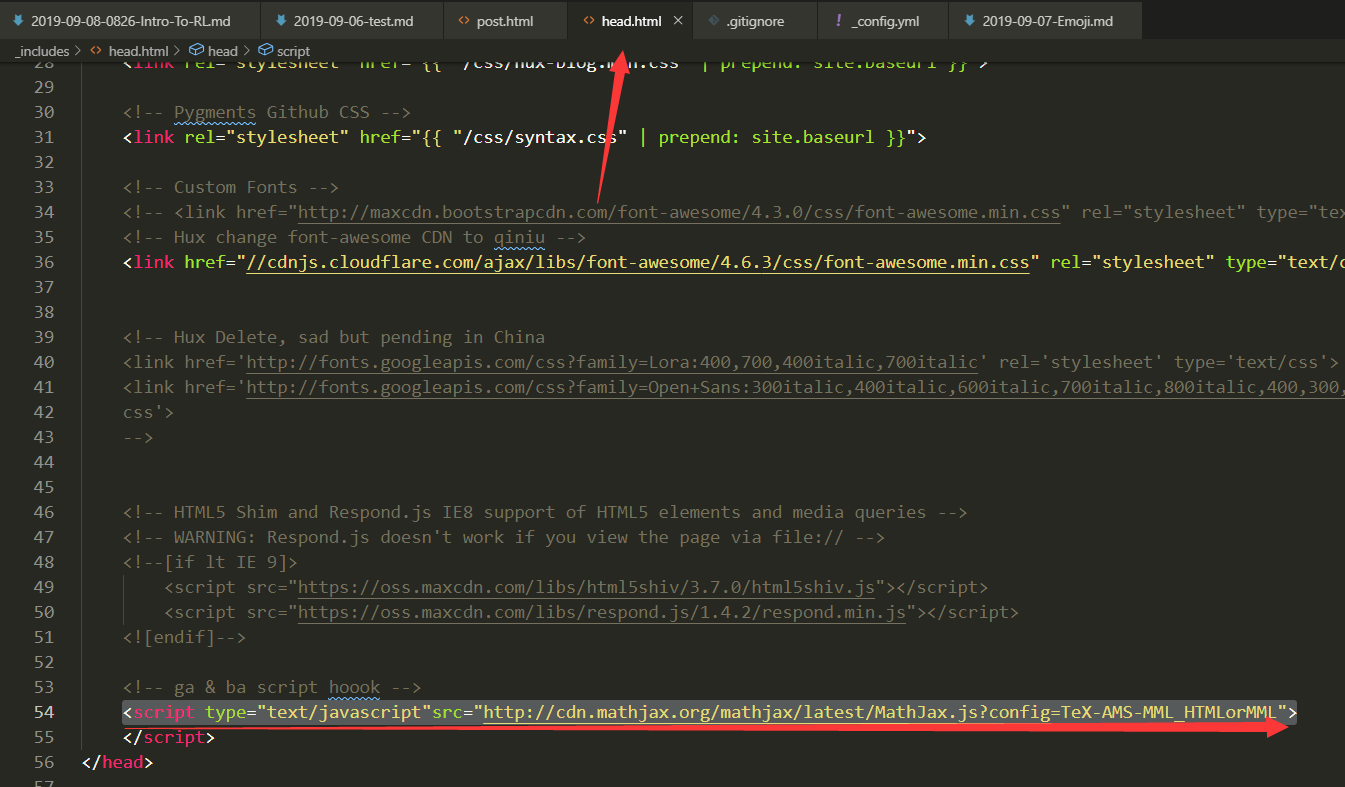 2019-09-08-0826-Intro-To-RL.md 2019-09-06-test.md post.html head.html × .gitignore _config.yml 2019-09-07-Emoji.md
_includes > head.html > head > script
28 <link rel="stylesheet" href="{{ "/css/hux-blog.min.css" | prepend: site.baseurl }}">
29
30 <!-- Pygments Github CSS -->
31 <link rel="stylesheet" href="{{ "/css/syntax.css" | prepend: site.baseurl }}">
32
33 <!-- Custom Fonts -->
34 <!-- <link href="http://maxcdn.bootstrapcdn.com/font-awesome/4.3.0/css/font-awesome.min.css" rel="stylesheet" type="tex
35 <!-- Hux change font-awesome CDN to qiniu -->
36 <link href="//cdnjs.cloudflare.com/ajax/libs/font-awesome/4.6.3/css/font-awesome.min.css" rel="stylesheet" type="text/c
37
38
39 <!-- Hux Delete, sad but pending in China
40 <link href='http://fonts.googleapis.com/css?family=Lora:400,700,400italic,700italic' rel='stylesheet' type='text/css'>
41 <link href='http://fonts.googleapis.com/css?family=Open+Sans:300italic,400italic,600italic,700italic,800italic,400,300,
42 css'>
43 -->
44
45
46 <!-- HTML5 Shim and Respond.js IE8 support of HTML5 elements and media queries -->
47 <!-- WARNING: Respond.js doesn't work if you view the page via file:// -->
48 <!--[if lt IE 9]>
49 <script src="https://oss.maxcdn.com/libs/html5shiv/3.7.0/html5shiv.js"></script>
50 <script src="https://oss.maxcdn.com/libs/respond.js/1.4.2/respond.min.js"></script>
51 <![endif]-->
52
53 <!-- ga & ba script hoook -->
54 <script type="text/javascript"src="http://cdn.mathjax.org/mathjax/latest/MathJax.js?config=TeX-AMS-MML_HTMLorMML">
55 </script>
56 </head>
57